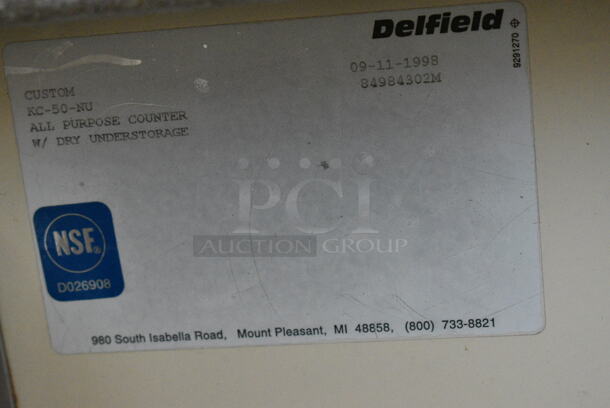 Delfield
9291270
09-11-1998
84984302M
CUSTOM
KC-50-NU
ALL PURPOSE COUNTER
W/ DRY UNDERSTORAGE
PCI
AUCTION GROUP
NSF®
D026908
980 South Isabella Road, Mount Pleasant, MI 48858, (800) 733-8821